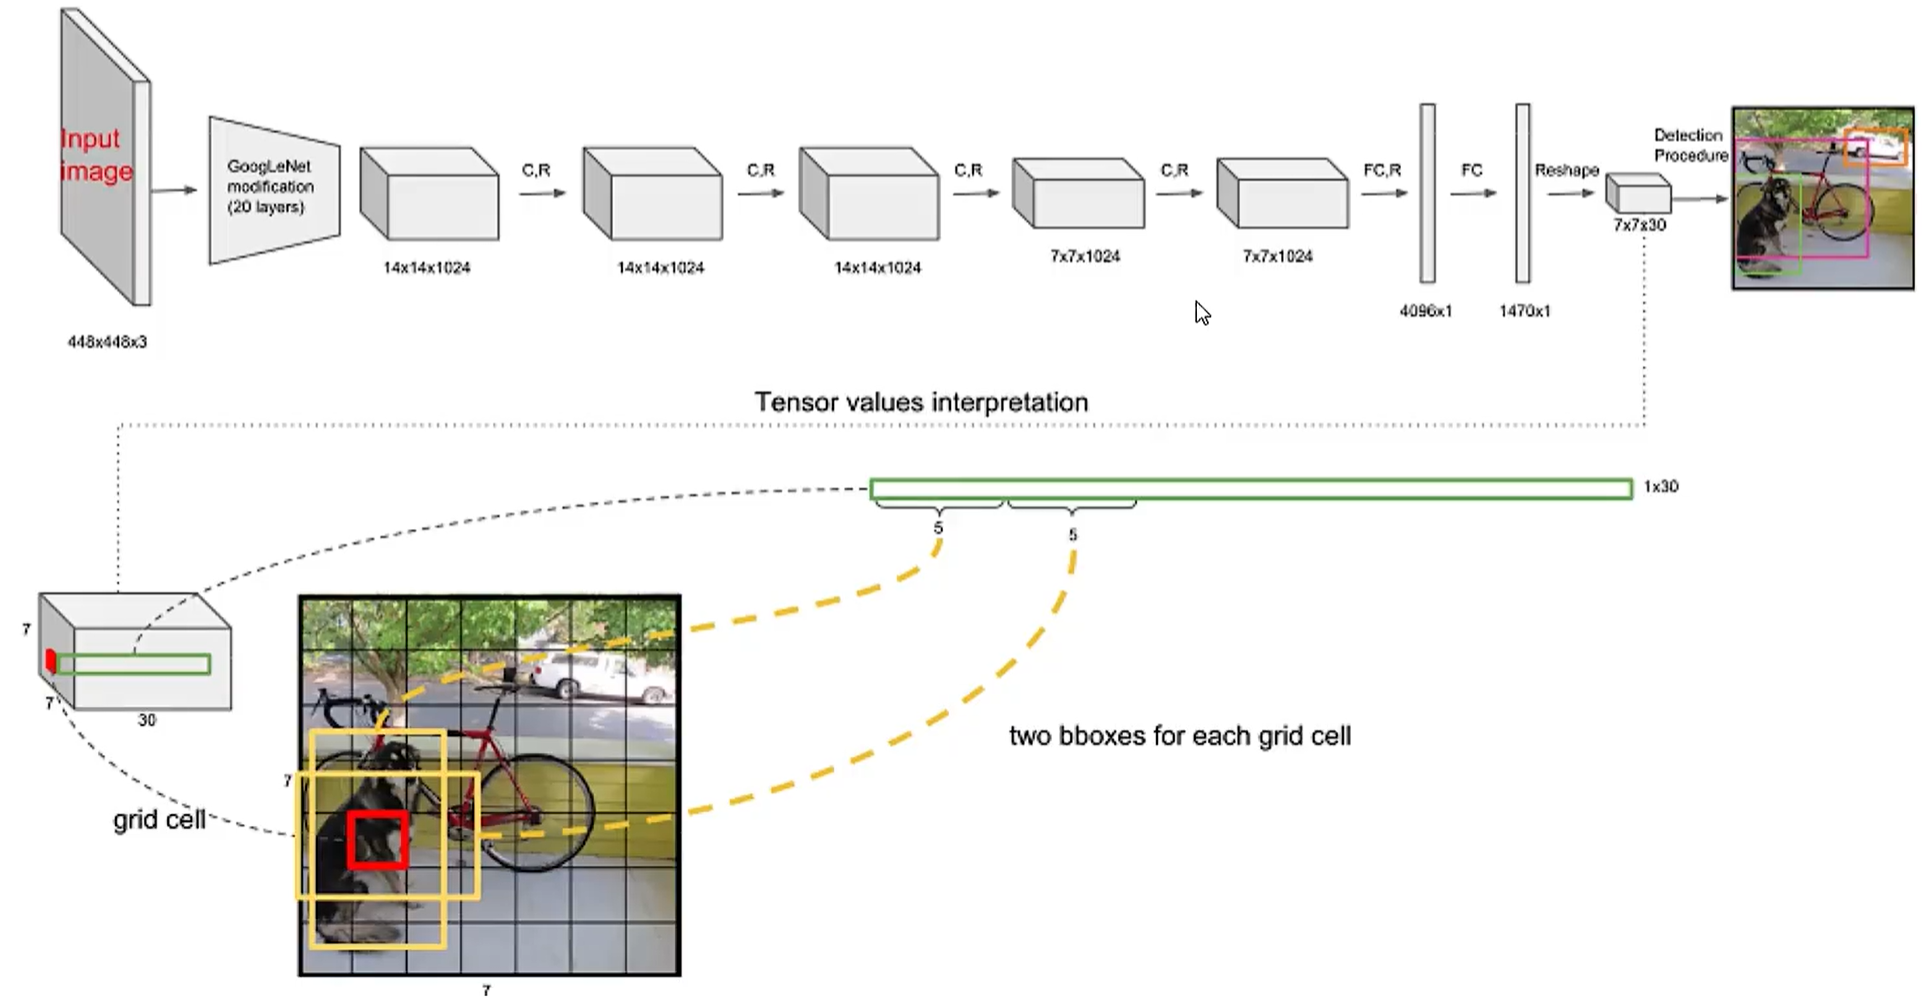 Input
image
448x448x3
GoogLeNet
modification
(20 layers)
14x14x1024
C,R
14x14x1024
C,R
14x14x1024
C,R
7x7x1024
C,R
7x7x1024
FC,R
4096x1
FC
1470x1
Reshape
7x7x30
Detection
Procedure
Tensor values interpretation
1x30
5
5
7
7
30
grid cell
7
7
two bboxes for each grid cell